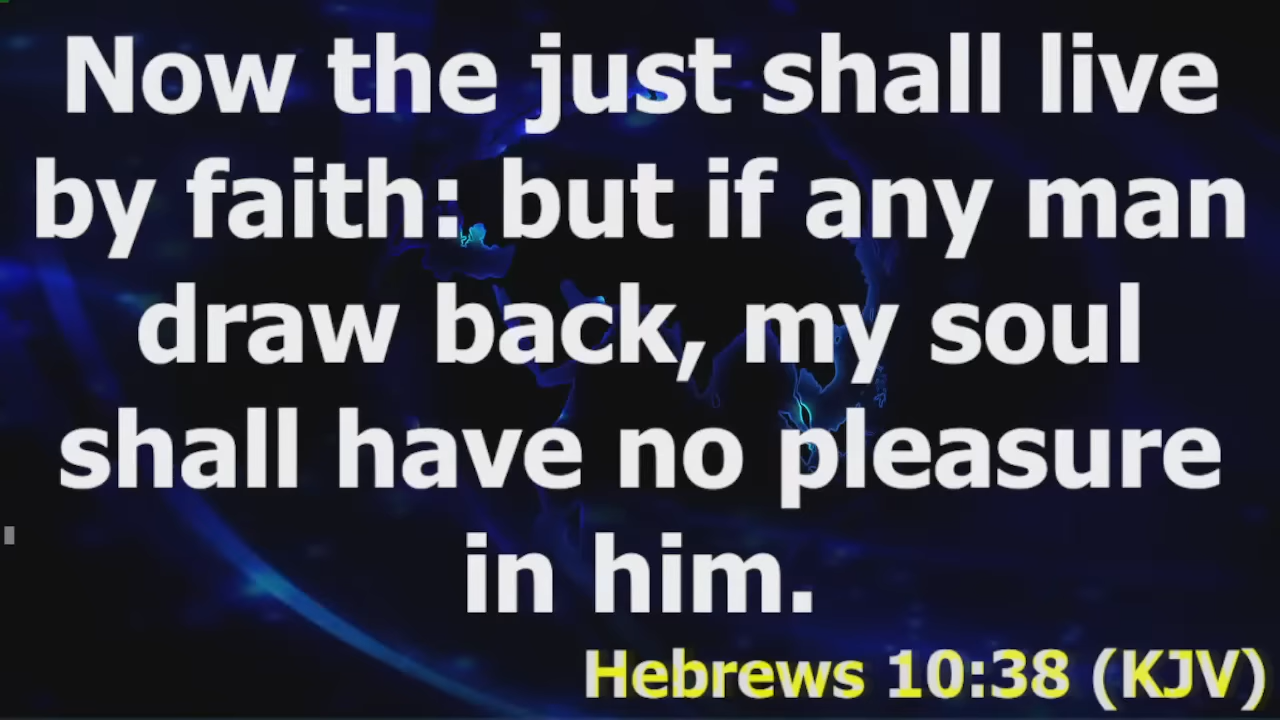 Now the just shall live
by faith: but if any man
draw back, my soul
shall have no pleasure
in him.
Hebrews 10:38 (KJV)